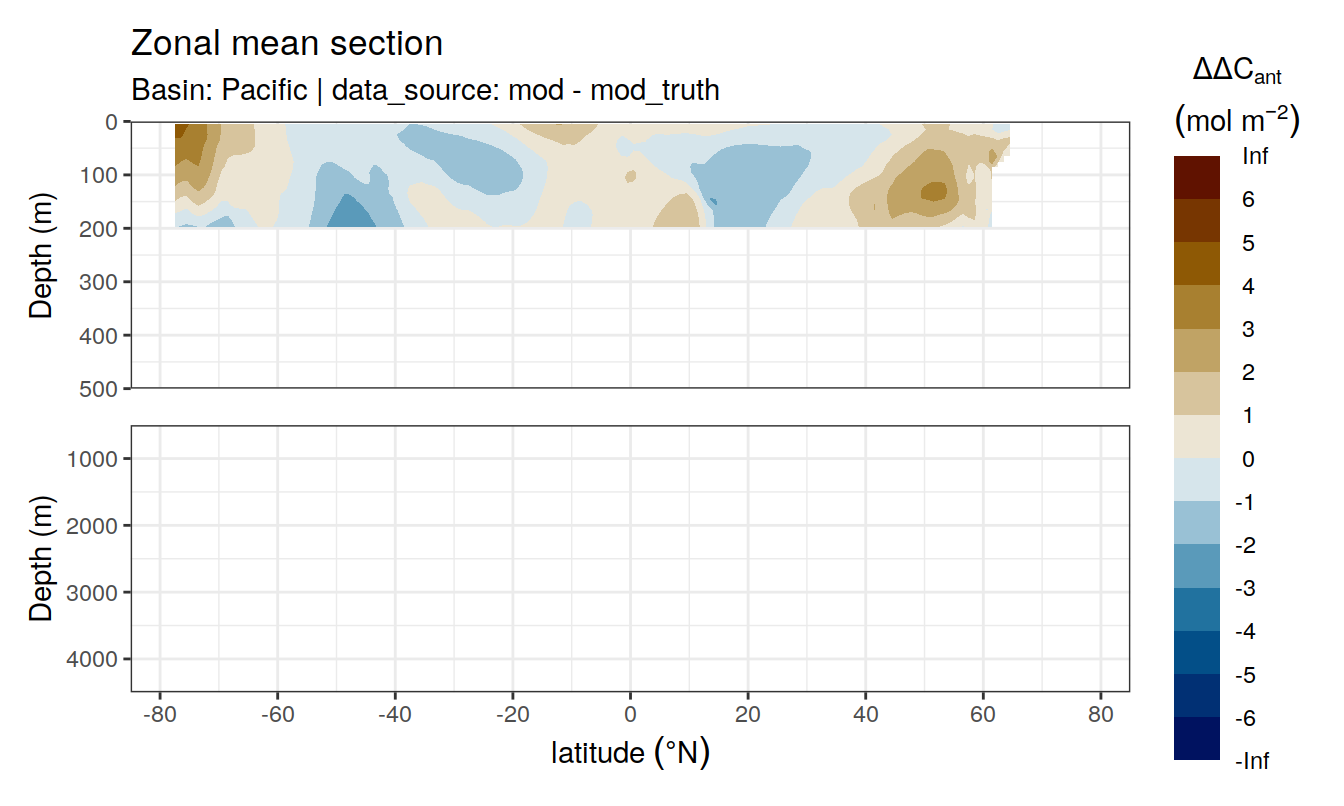 Zonal mean section
Basin: Pacific | data_source: mod - mod_truth
ΔΔCant
(mol m−2)
Inf
6
5
4
3
2
1
0
-1
-2
-3
-4
-5
-6
-Inf
Depth (m)
0
100
200
300
400
500
Depth (m)
1000
2000
3000
4000
-80 -60 -40 -20 0 20 40 60 80
latitude (°N)